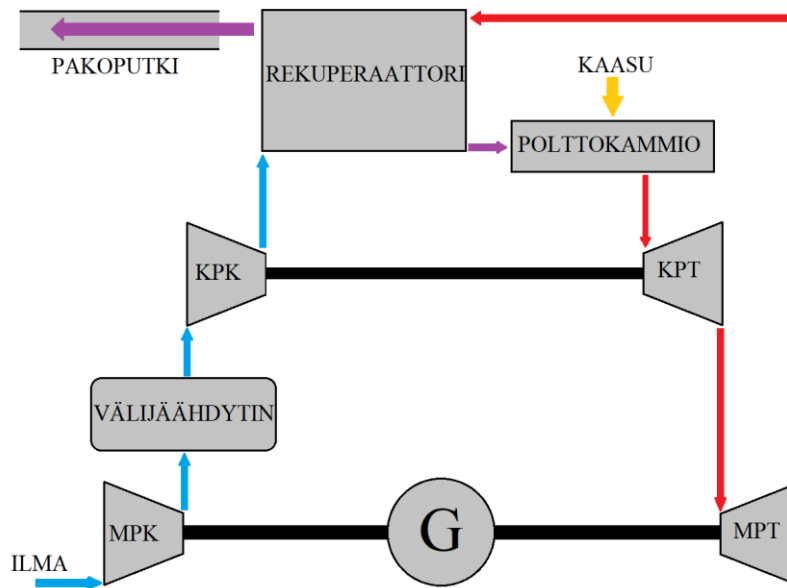 PAKOPUTKI
REKUPERAATTORI
KAASU
POLTTOKAMMIO
KPK
KPT
VÄLIJÄÄHDYTIN
MPK
G
MPT
ILMA